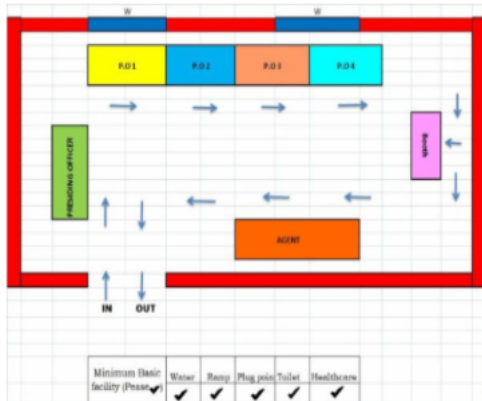 W W
P.O 1 P.O 2 P.O 3 P.O 4
PRESIDING OFFICER
Booth
AGENT
IN OUT
Minimum Basic Water Ramp Plug poin Toilet Healthcare
facility (Pease✔)
✔ ✔ ✔ ✔ ✔